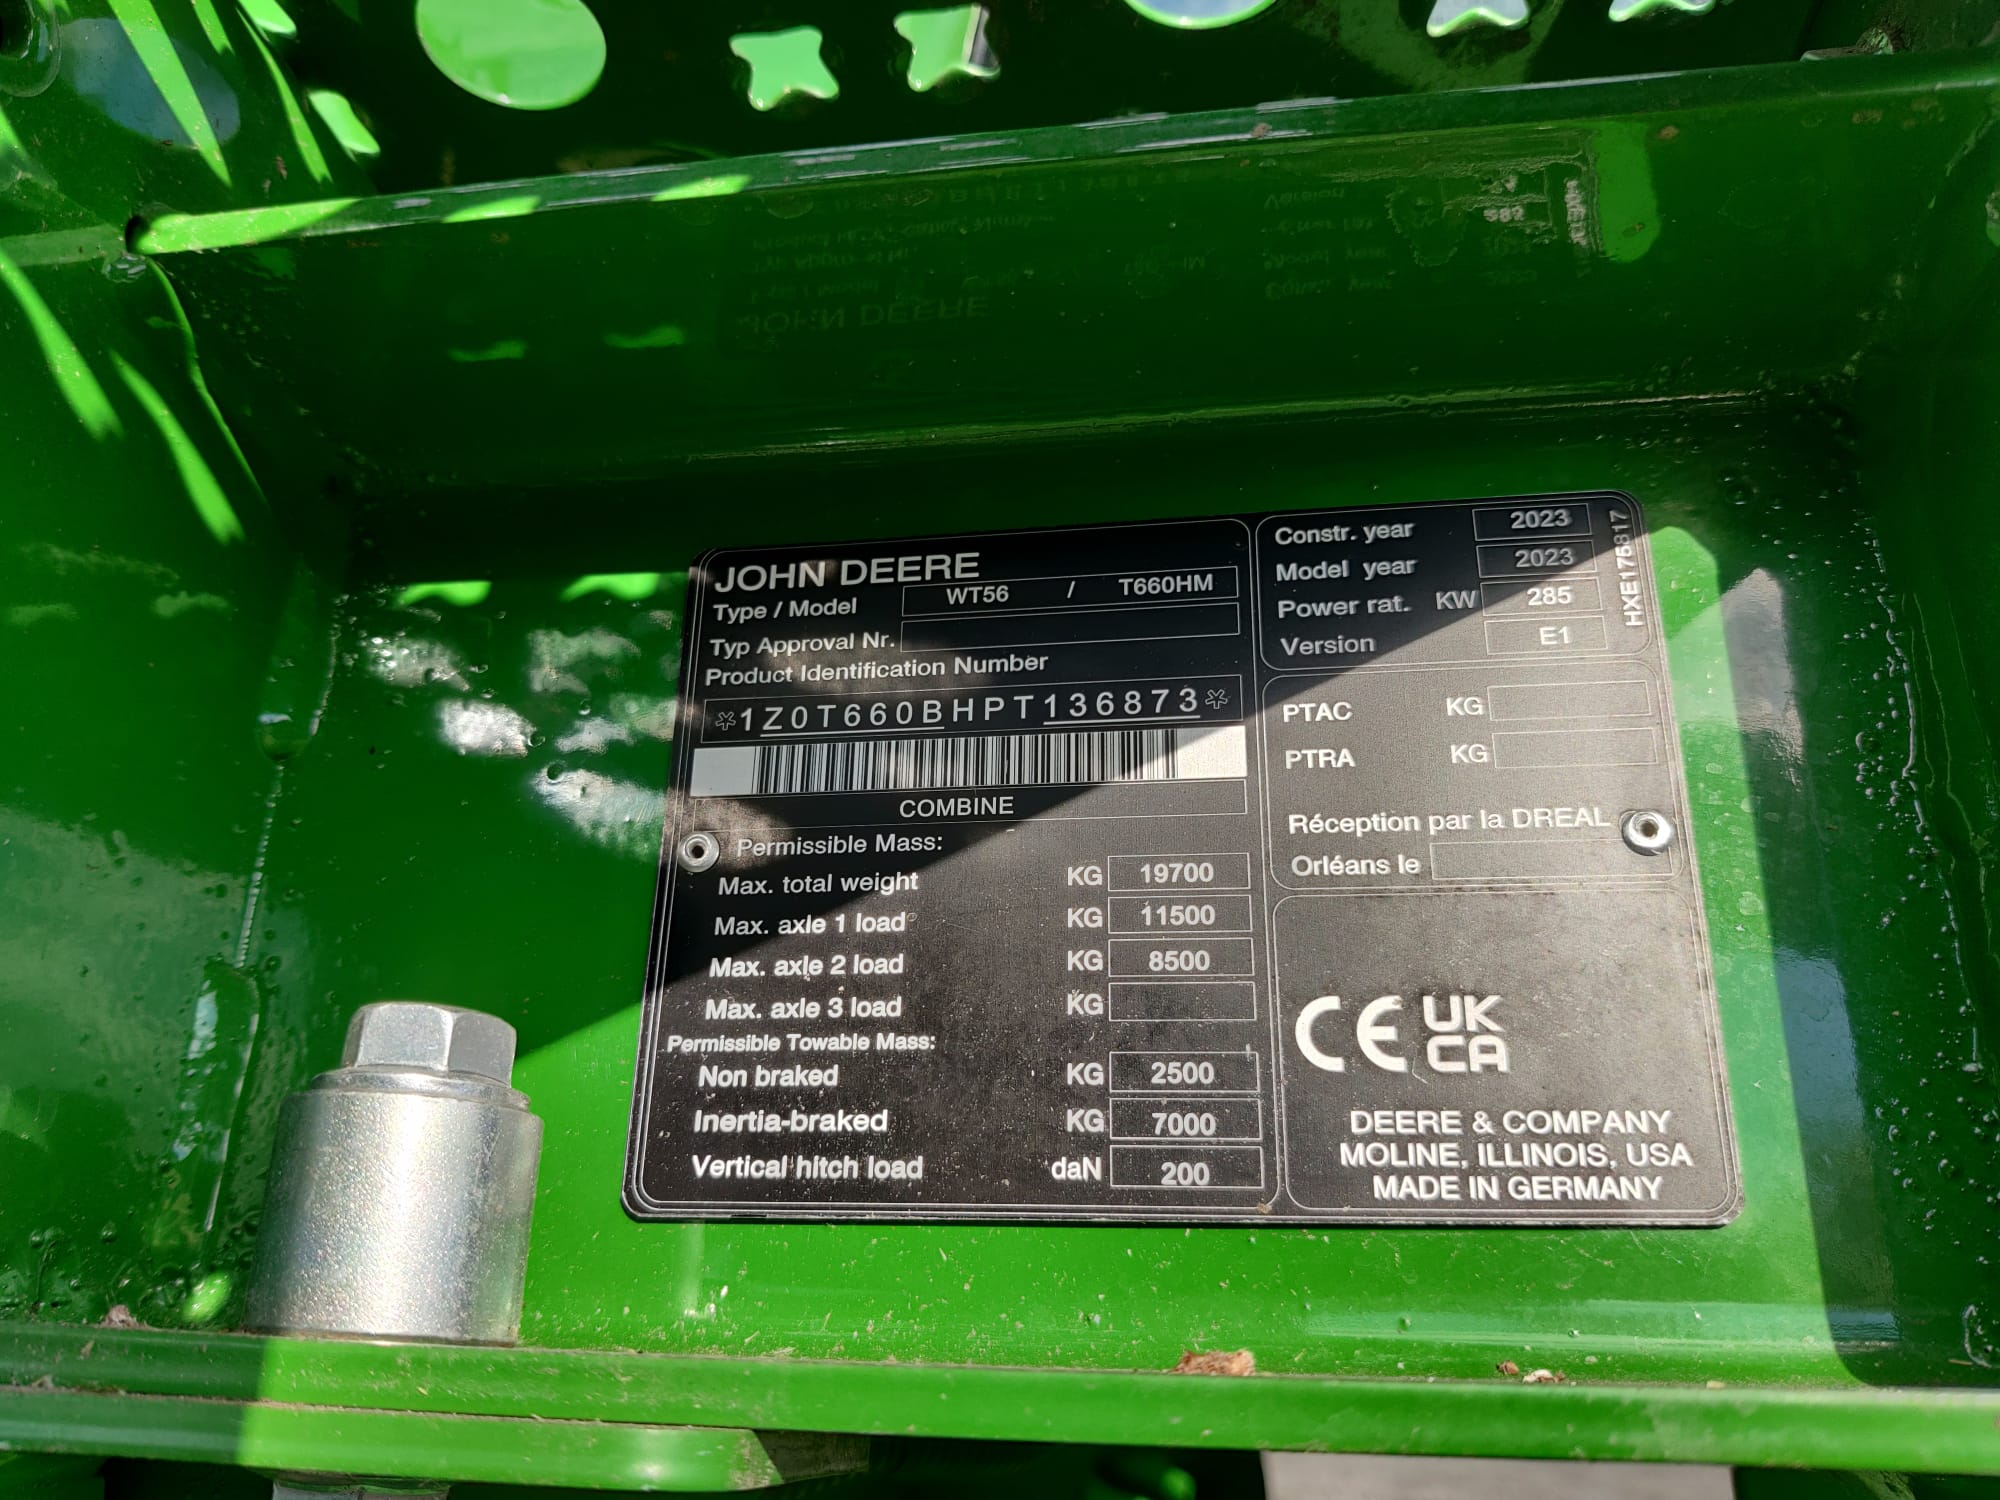 JOHN DEERE
Type / Model WT56 / T660HM
Typ Approval Nr.
Product Identification Number
*1Z0T660BHPT136873*
COMBINE
Permissible Mass:
Max. total weight KG 19700
Max. axle 1 load KG 11500
Max. axle 2 load KG 8500
Max. axle 3 load KG
Permissible Towable Mass:
Non braked KG 2500
Inertia-braked KG 7000
Vertical hitch load daN 200
Constr. year 2023
Model year 2023
Power rat. KW 285
Version E1
HXE175817
PTAC KG
PTRA KG
Réception par la DREAL
Orléans le
CE UK
CA
DEERE & COMPANY
MOLINE, ILLINOIS, USA
MADE IN GERMANY